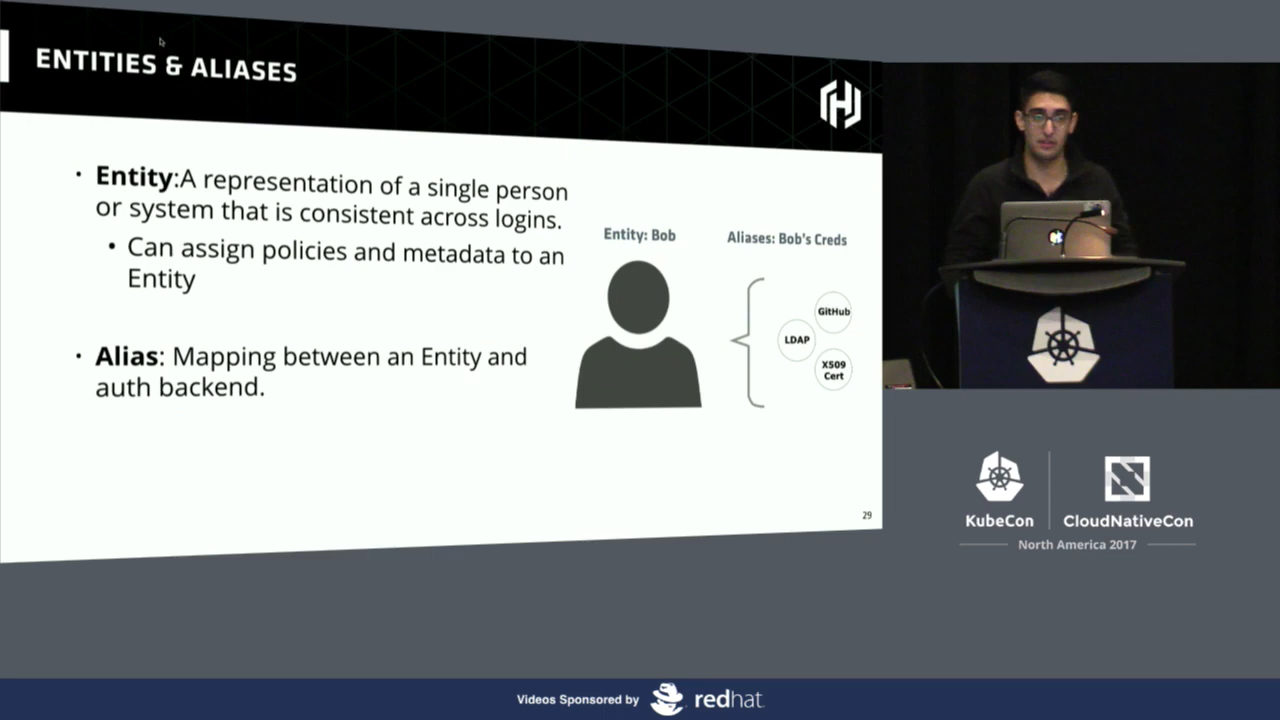 ENTITIES & ALIASES
• Entity:A representation of a single person
or system that is consistent across logins.
• Can assign policies and metadata to an
Entity
• Alias: Mapping between an Entity and
auth backend.
Entity: Bob
Aliases: Bob's Creds
GitHub
LDAP
X509
Cert
29
KubeCon
CloudNativeCon
North America 2017
Videos Sponsored by
redhat.